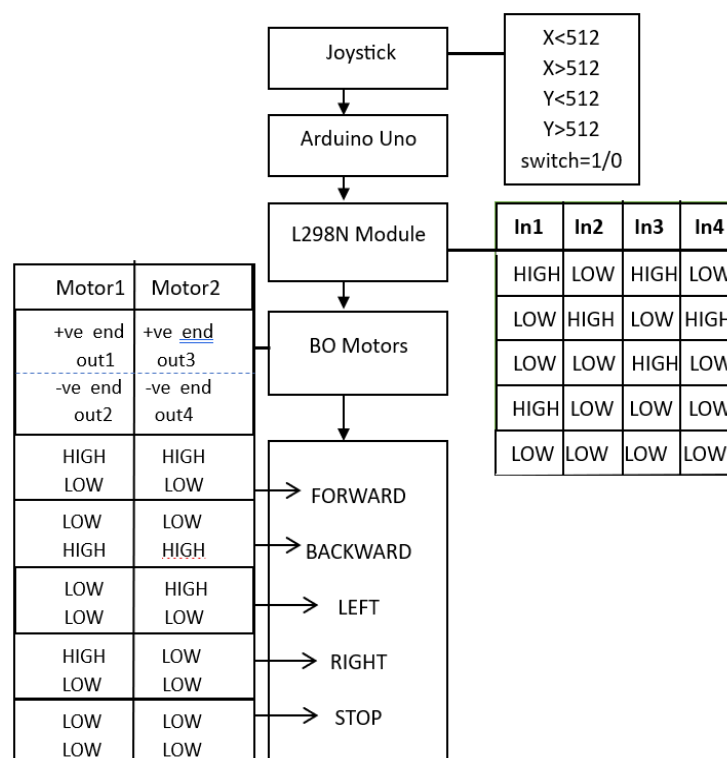 Joystick
X<512
X>512
Y<512
Y>512
switch=1/0
Arduino Uno
L298N Module
In1 In2 In3 In4
HIGH LOW HIGH LOW
LOW HIGH LOW HIGH
LOW LOW HIGH LOW
HIGH LOW LOW LOW
LOW LOW LOW LOW
BO Motors
Motor1 Motor2
+ve end +ve end
out1 out3
-ve end -ve end
out2 out4
HIGH HIGH
LOW LOW
LOW LOW
HIGH HIGH
LOW HIGH
LOW LOW
HIGH LOW
LOW LOW
LOW LOW
LOW LOW
FORWARD
BACKWARD
LEFT
RIGHT
STOP